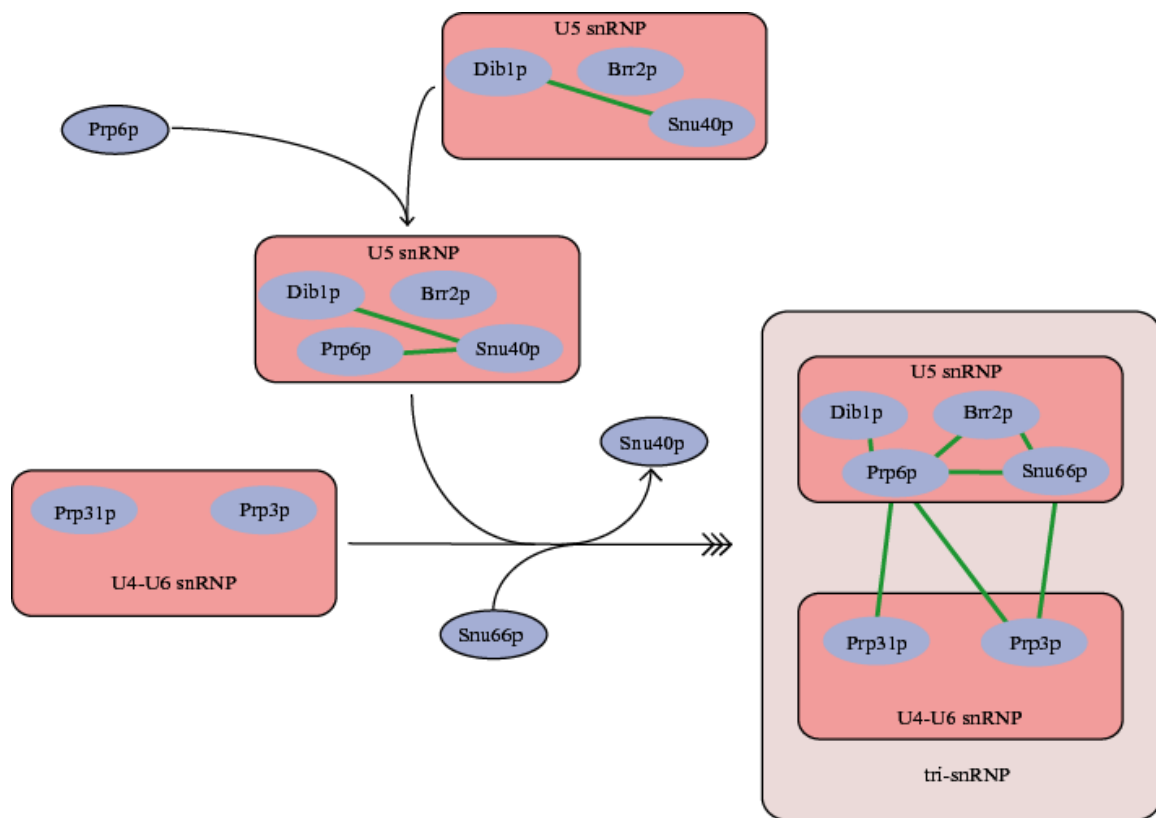 U5 snRNP
Dib1p
Brr2p
Snu40p
Prp6p
U5 snRNP
Dib1p
Brr2p
Prp6p
Snu40p
Snu40p
Prp31p
Prp3p
U4-U6 snRNP
Snu66p
U5 snRNP
Dib1p
Brr2p
Prp6p
Snu66p
Prp31p
Prp3p
U4-U6 snRNP
tri-snRNP